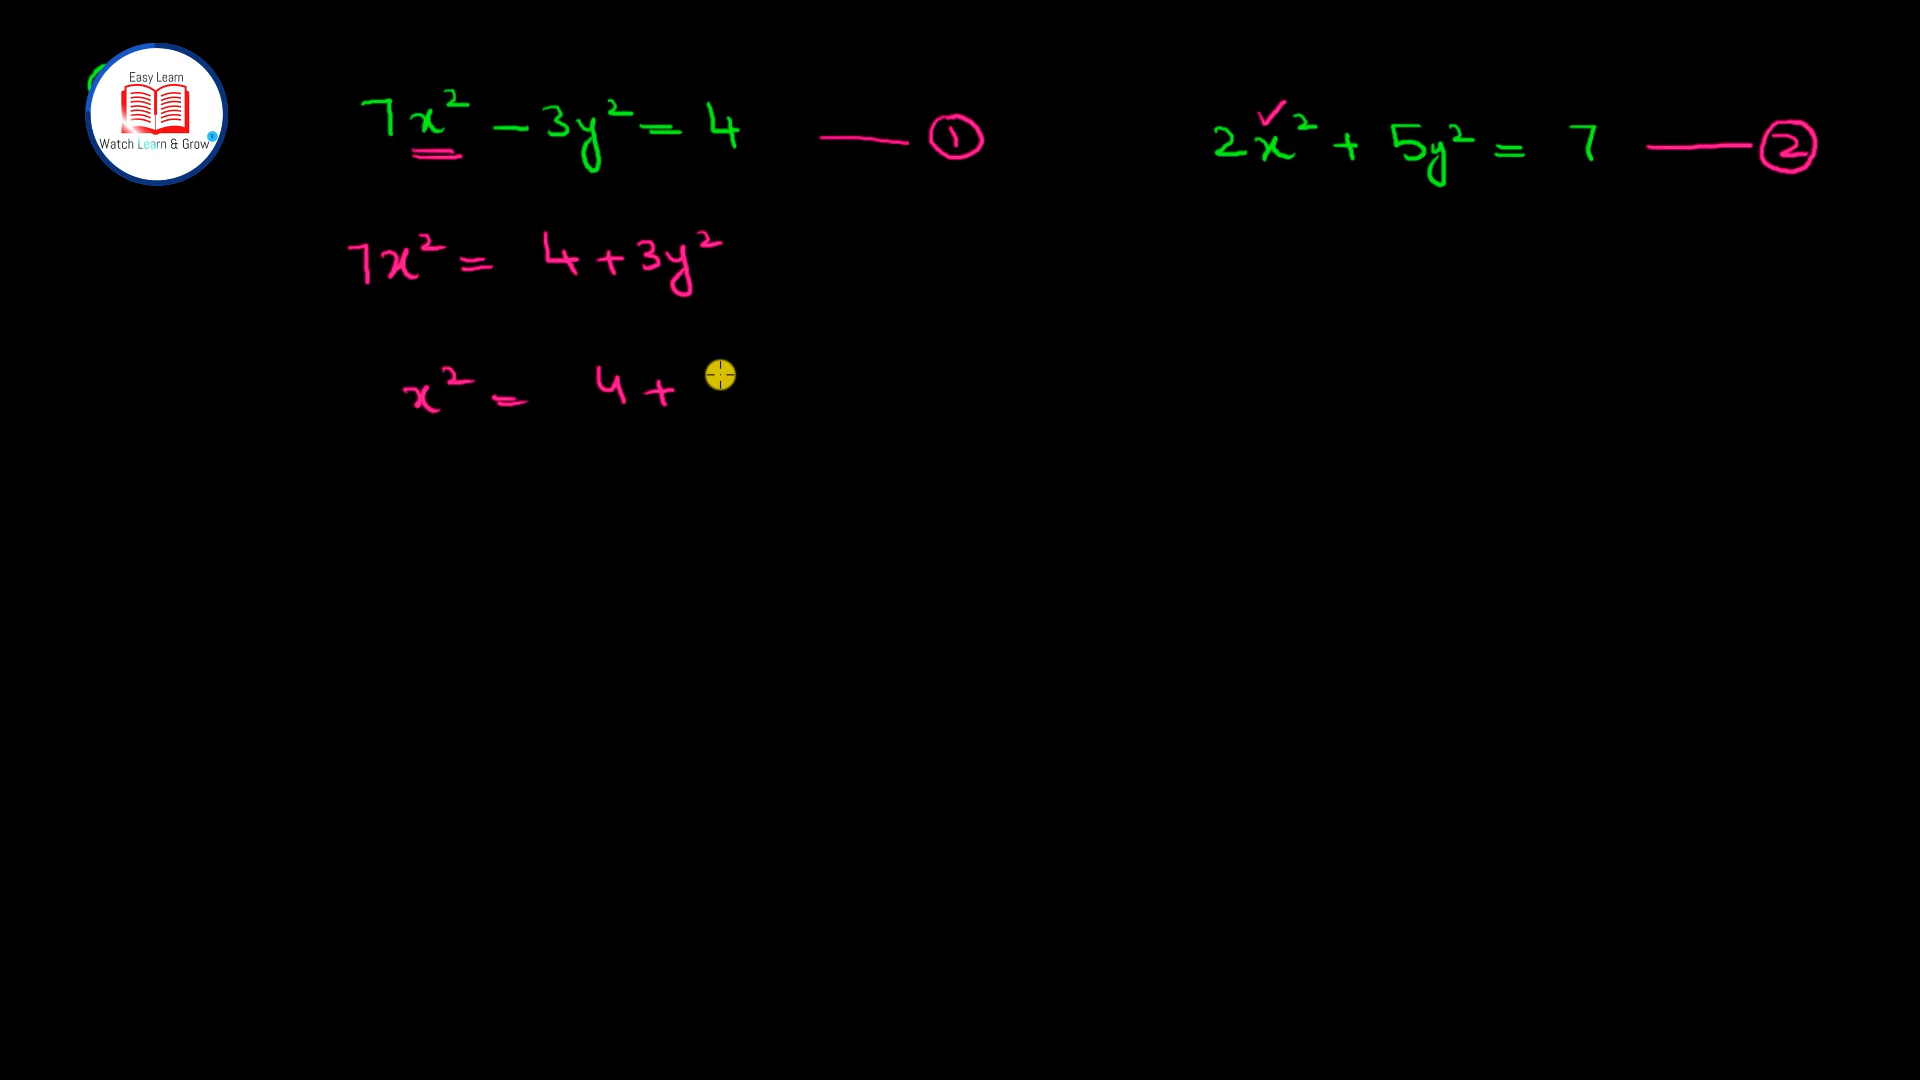 Easy Learn
Watch Learn & Grow
7x² – 3y² = 4 —— ①
2x² + 5y² = 7 —— ②
7x² = 4 + 3y²
x² = 4 +